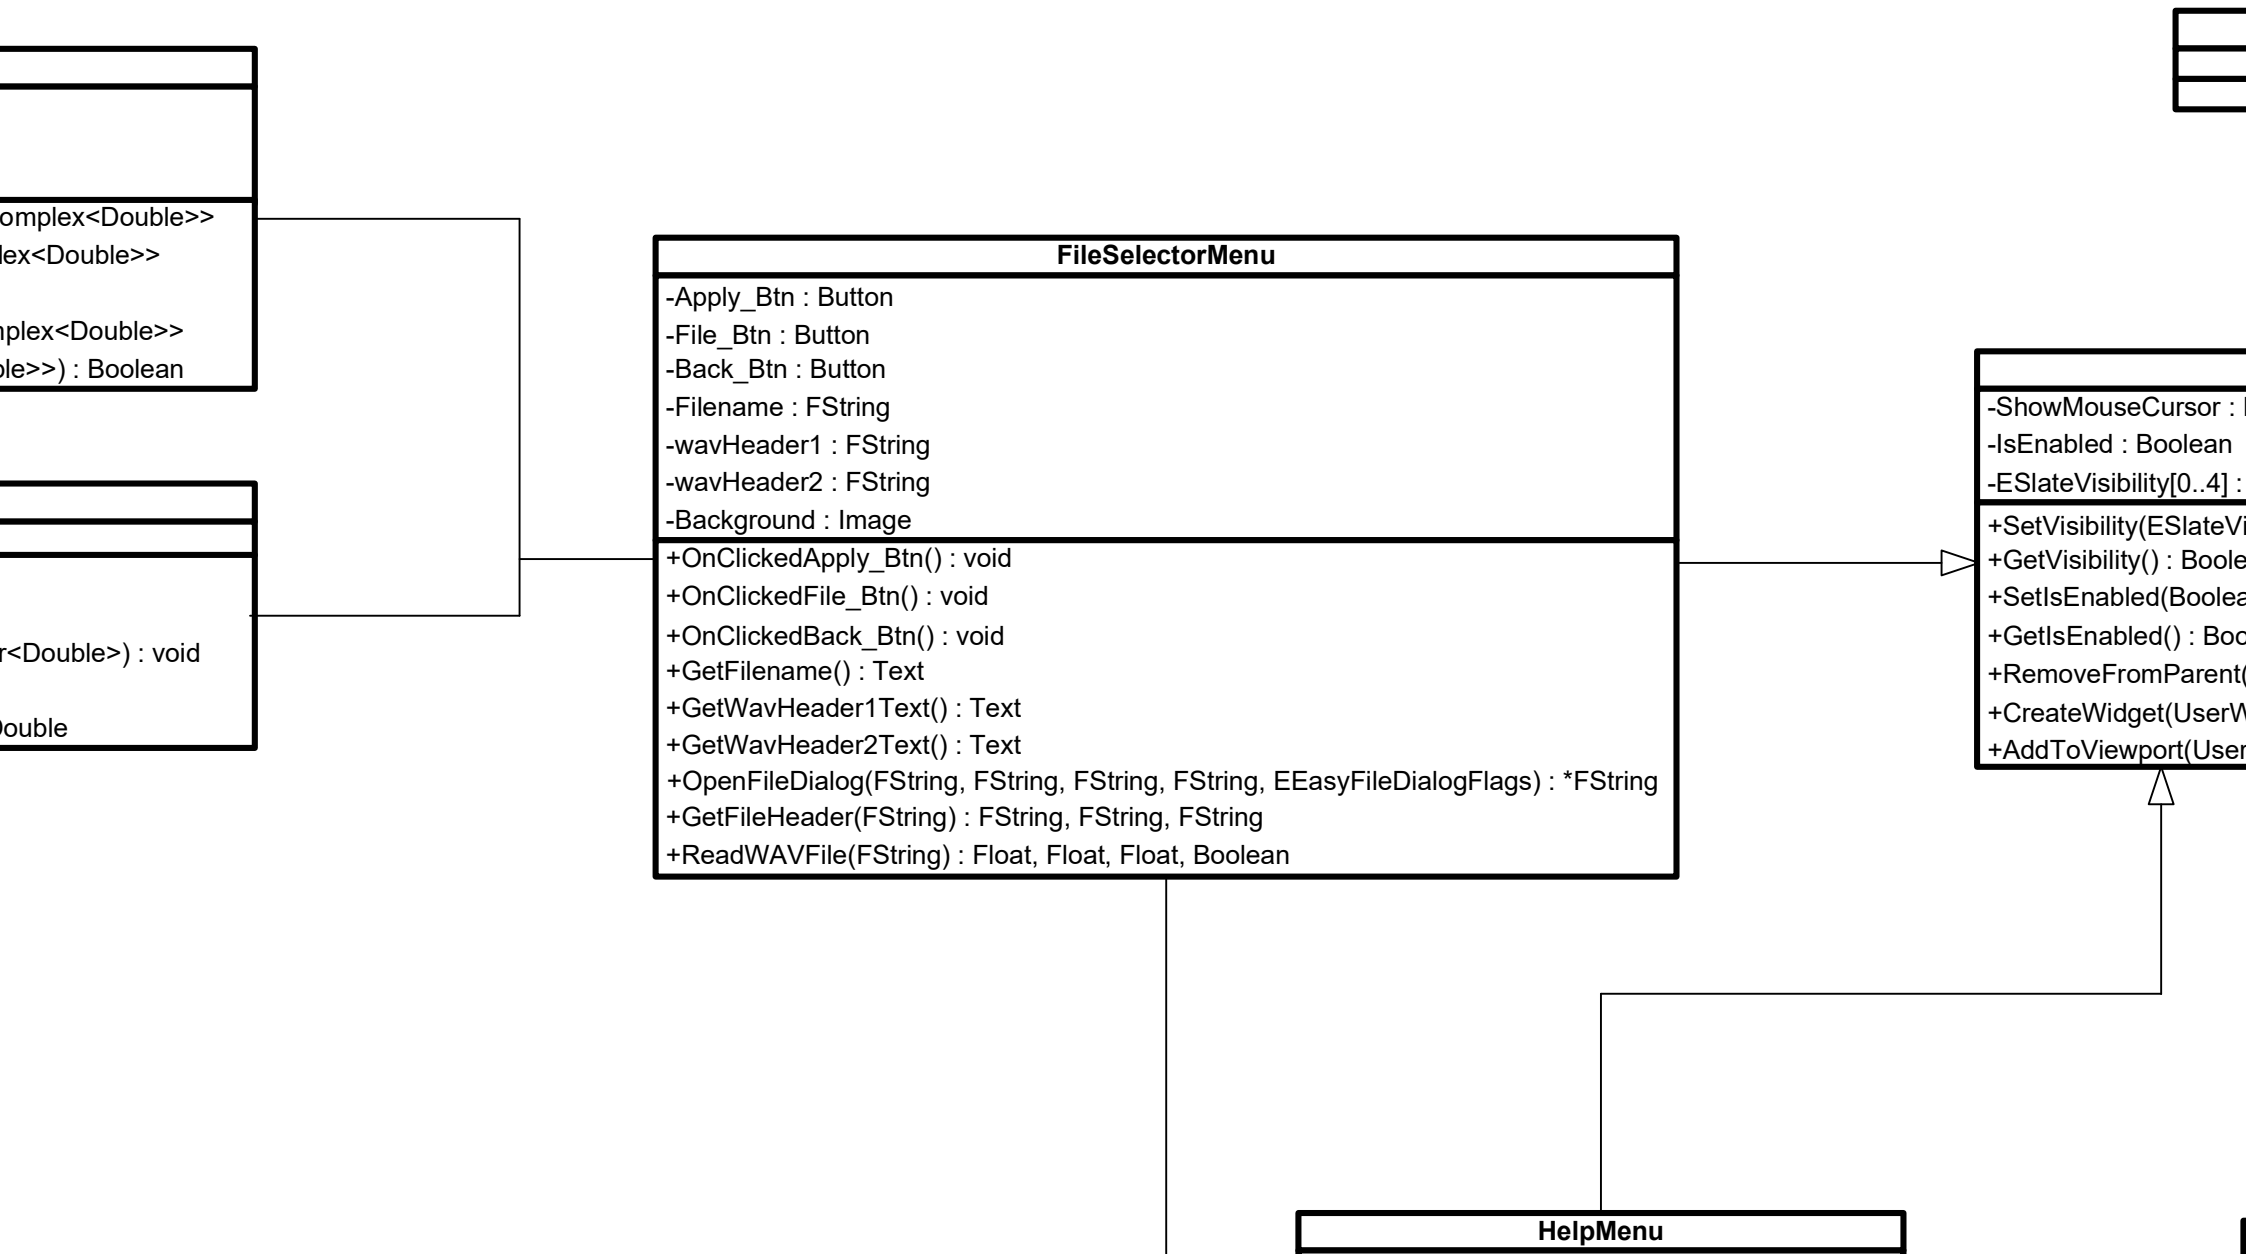 omplex<Double>>
lex<Double>>
plex<Double>>
le>>) : Boolean
r<Double>) : void
ouble
FileSelectorMenu
-Apply_Btn : Button
-File_Btn : Button
-Back_Btn : Button
-Filename : FString
-wavHeader1 : FString
-wavHeader2 : FString
-Background : Image
+OnClickedApply_Btn() : void
+OnClickedFile_Btn() : void
+OnClickedBack_Btn() : void
+GetFilename() : Text
+GetWavHeader1Text() : Text
+GetWavHeader2Text() : Text
+OpenFileDialog(FString, FString, FString, FString, EEasyFileDialogFlags) : *FString
+GetFileHeader(FString) : FString, FString, FString
+ReadWAVFile(FString) : Float, Float, Float, Boolean
-ShowMouseCursor :
-IsEnabled : Boolean
-ESlateVisibility[0..4] :
+SetVisibility(ESlateVi
+GetVisibility() : Boole
+SetIsEnabled(Boolea
+GetIsEnabled() : Boo
+RemoveFromParent(
+CreateWidget(UserW
+AddToViewport(User
HelpMenu